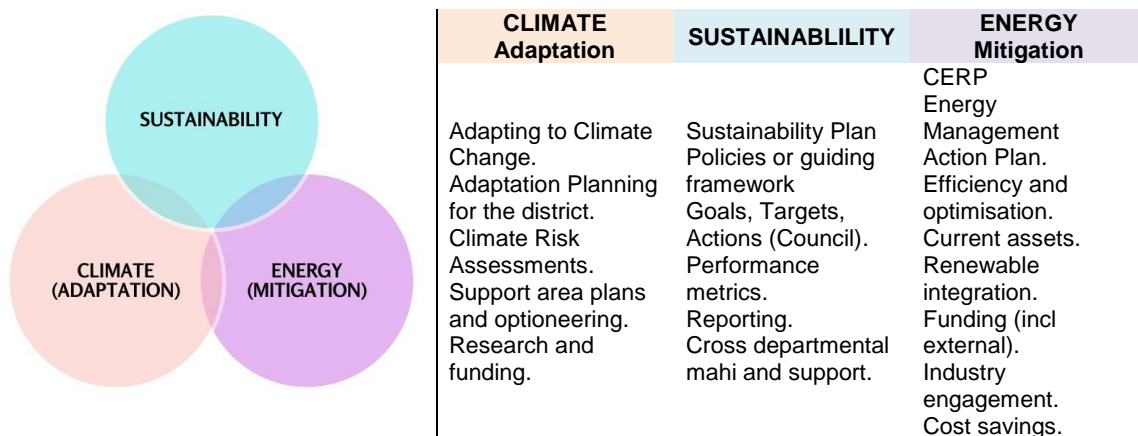 SUSTAINABILITY
CLIMATE
(ADAPTATION)
ENERGY
(MITIGATION)
CLIMATE
Adaptation
SUSTAINABLILITY
ENERGY
Mitigation
Adapting to Climate
Change.
Adaptation Planning
for the district.
Climate Risk
Assessments.
Support area plans
and optioneering.
Research and
funding.
Sustainability Plan
Policies or guiding
framework
Goals, Targets,
Actions (Council).
Performance
metrics.
Reporting.
Cross departmental
mahi and support.
CERP
Energy
Management
Action Plan.
Efficiency and
optimisation.
Current assets.
Renewable
integration.
Funding (incl
external).
Industry
engagement.
Cost savings.